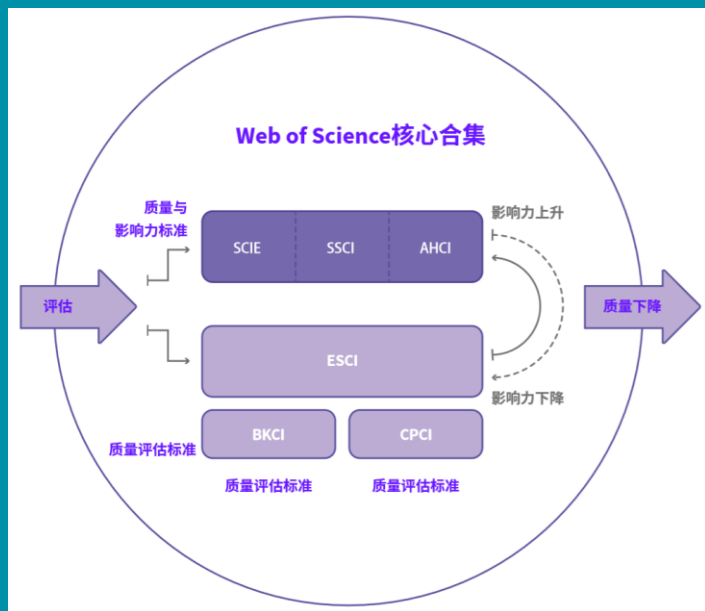 Web of Science核心合集
质量与
影响力标准
SCIE
SSCI
AHCI
影响力上升
评估
质量下降
ESCI
影响力下降
BKCI
CPCI
质量评估标准
质量评估标准
质量评估标准